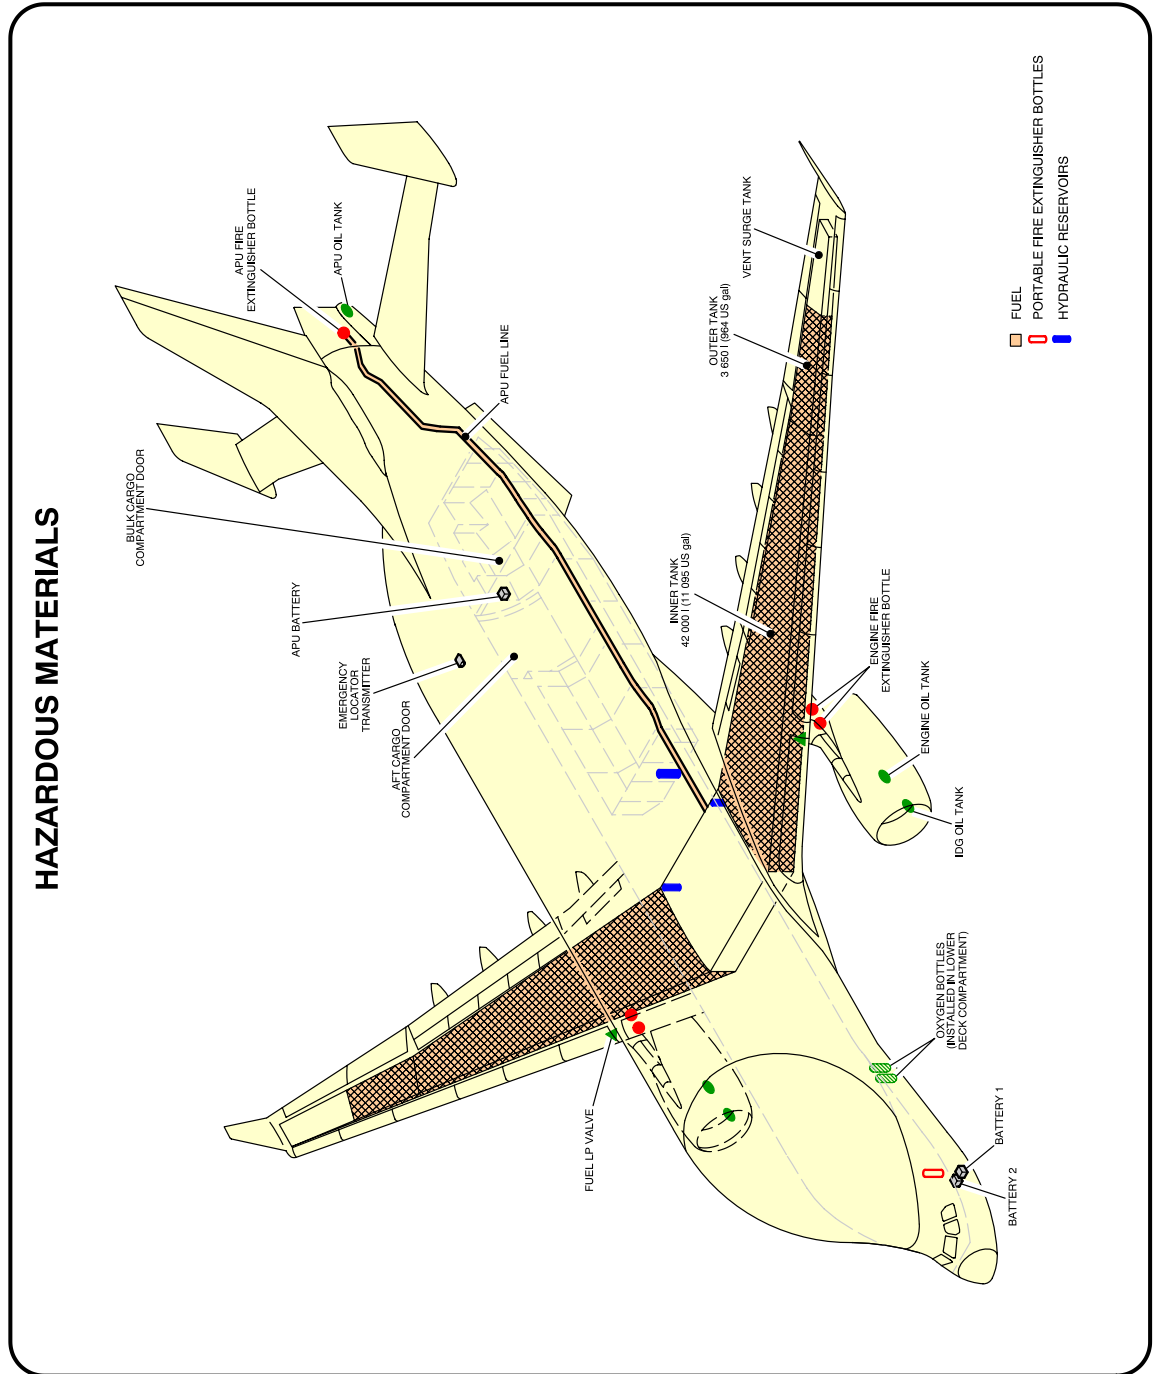 HAZARDOUS MATERIALS
APU FIRE
EXTINGUISHER BOTTLE
APU OIL TANK
BULK CARGO
COMPARTMENT DOOR
APU FUEL LINE
APU BATTERY
EMERGENCY
LOCATOR
TRANSMITTER
AFT CARGO
COMPARTMENT DOOR
VENT SURGE TANK
OUTER TANK
3 650 l (964 US gal)
INNER TANK
42 000 l (11 095 US gal)
ENGINE FIRE
EXTINGUISHER BOTTLE
ENGINE OIL TANK
IDG OIL TANK
FUEL LP VALVE
OXYGEN BOTTLES
(INSTALLED IN LOWER
DECK COMPARTMENT)
BATTERY 1
BATTERY 2
FUEL
PORTABLE FIRE EXTINGUISHER BOTTLES
HYDRAULIC RESERVOIRS